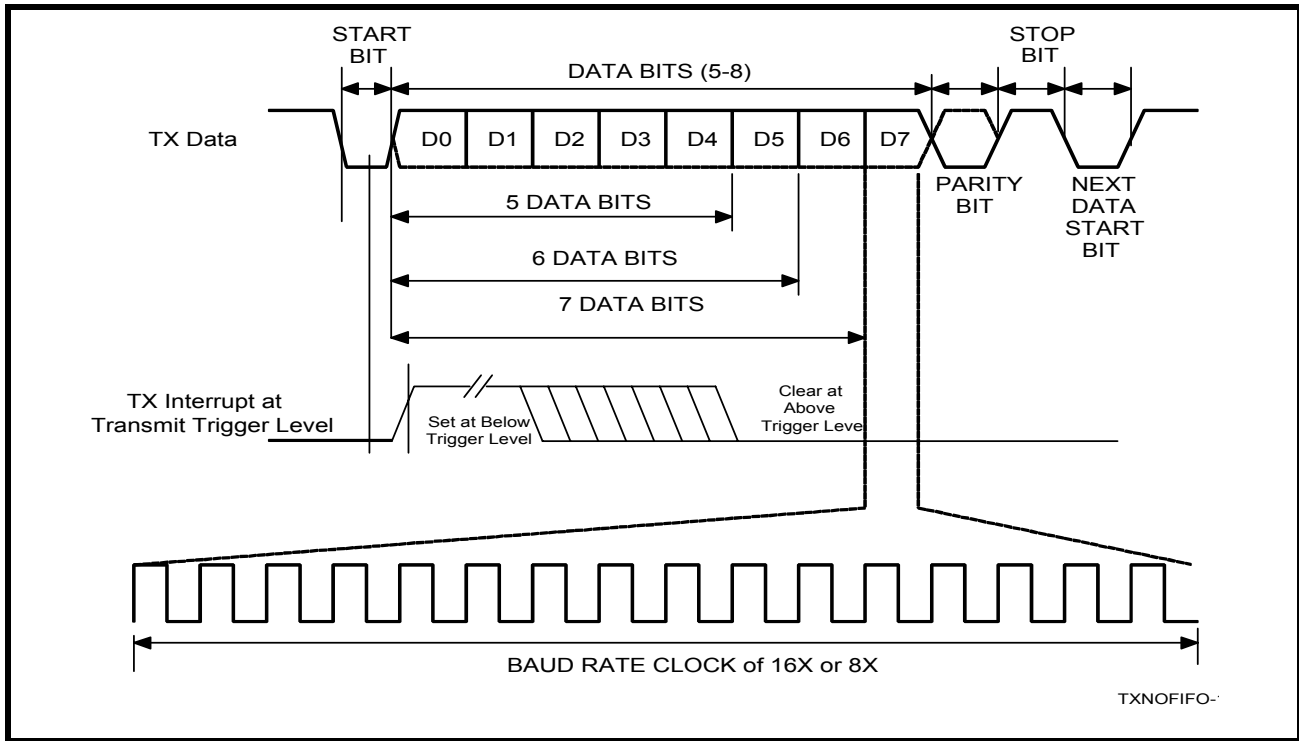 START
BIT
STOP
BIT
DATA BITS (5-8)
TX Data
D0 D1 D2 D3 D4 D5 D6 D7
PARITY
BIT
NEXT
DATA
START
BIT
5 DATA BITS
6 DATA BITS
7 DATA BITS
TX Interrupt at
Transmit Trigger Level
Set at Below
Trigger Level
Clear at
Above
Trigger Level
BAUD RATE CLOCK of 16X or 8X
TXNOFIFO-